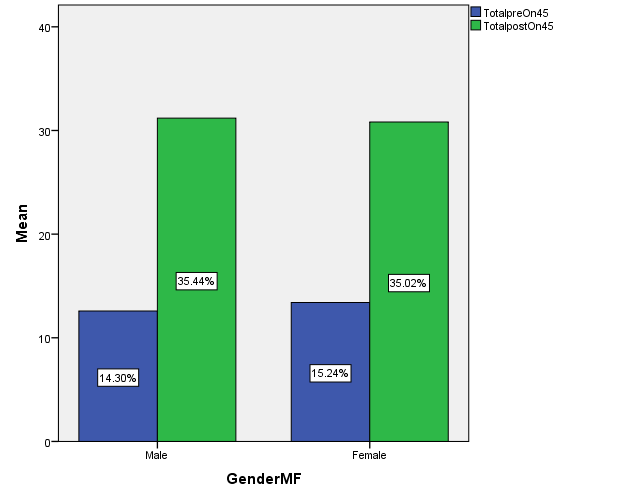 TotalpreOn45
TotalpostOn45
40
30
20
10
0
Mean
35.44%
35.02%
14.30%
15.24%
Male
Female
GenderMF